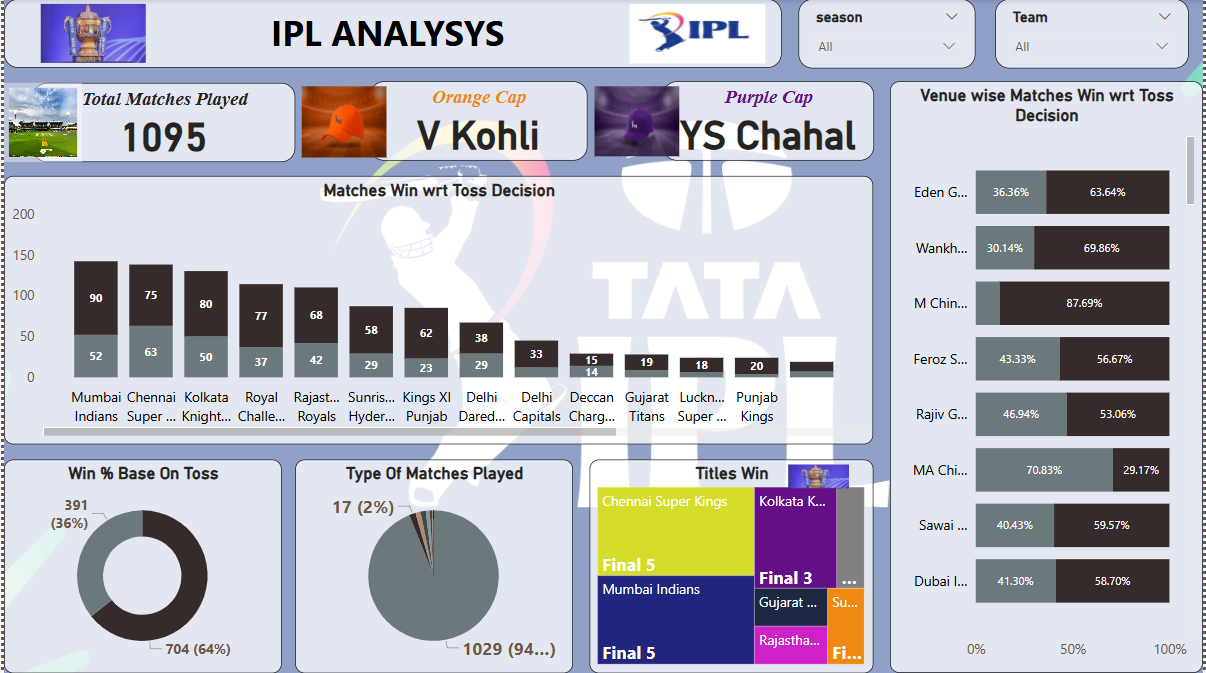 IPL ANALYSYS
IPL
season
All
Team
All
Total Matches Played
1095
Orange Cap
V Kohli
Purple Cap
YS Chahal
Matches Win wrt Toss Decision
200
150
100
50
0
90
75
80
77
68
58
62
38
33
15
19
18
20
52
63
50
37
42
29
23
29
14
Mumbai
Indians
Chennai
Super ...
Kolkata
Knight...
Royal
Challe...
Rajast...
Royals
Sunris...
Hyder...
Kings XI
Punjab
Delhi
Dared...
Delhi
Capitals
Deccan
Charg...
Gujarat
Titans
Luckn...
Super ...
Punjab
Kings
TATA
IPL
Venue wise Matches Win wrt Toss
Decision
Eden G...
36.36%
63.64%
Wankh...
30.14%
69.86%
M Chin...
87.69%
Feroz S...
43.33%
56.67%
Rajiv G...
46.94%
53.06%
MA Chi...
70.83%
29.17%
Sawai ...
40.43%
59.57%
Dubai I...
41.30%
58.70%
0%
50%
100%
Win % Base On Toss
391
(36%)
704 (64%)
Type Of Matches Played
17 (2%)
1029 (94...)
Titles Win
Chennai Super Kings
Final 5
Mumbai Indians
Final 5
Kolkata K...
Final 3
...
Gujarat ...
Rajastha...
Su...
Fi...